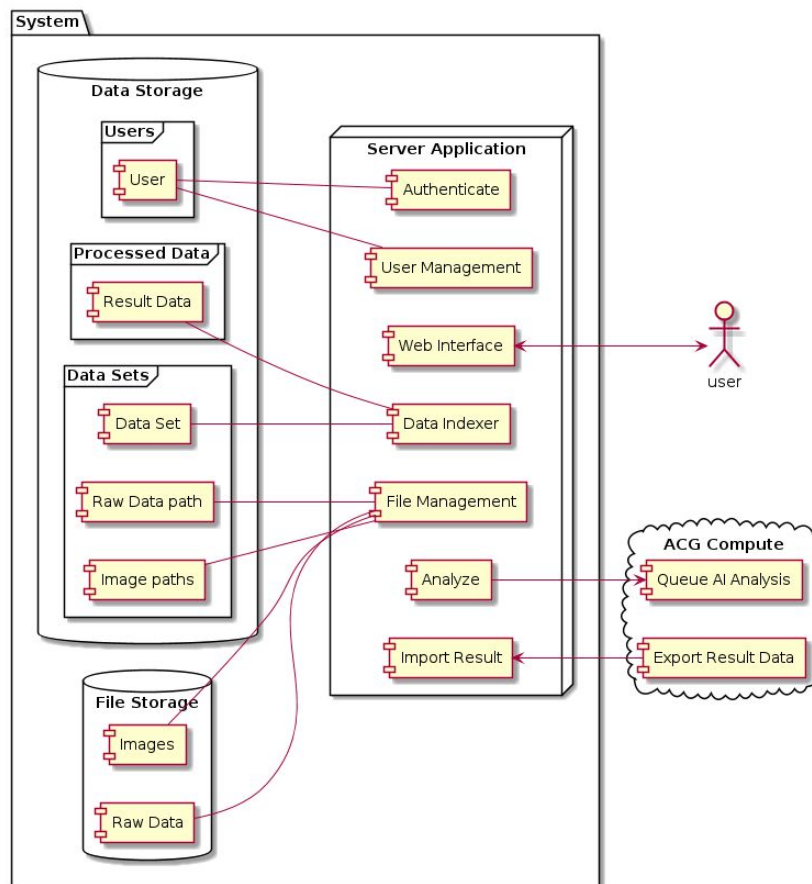 System
Data Storage
Users
User
Processed Data
Result Data
Data Sets
Data Set
Raw Data path
Image paths
File Storage
Images
Raw Data
Server Application
Authenticate
User Management
Web Interface
Data Indexer
File Management
Analyze
Import Result
user
ACG Compute
Queue AI Analysis
Export Result Data